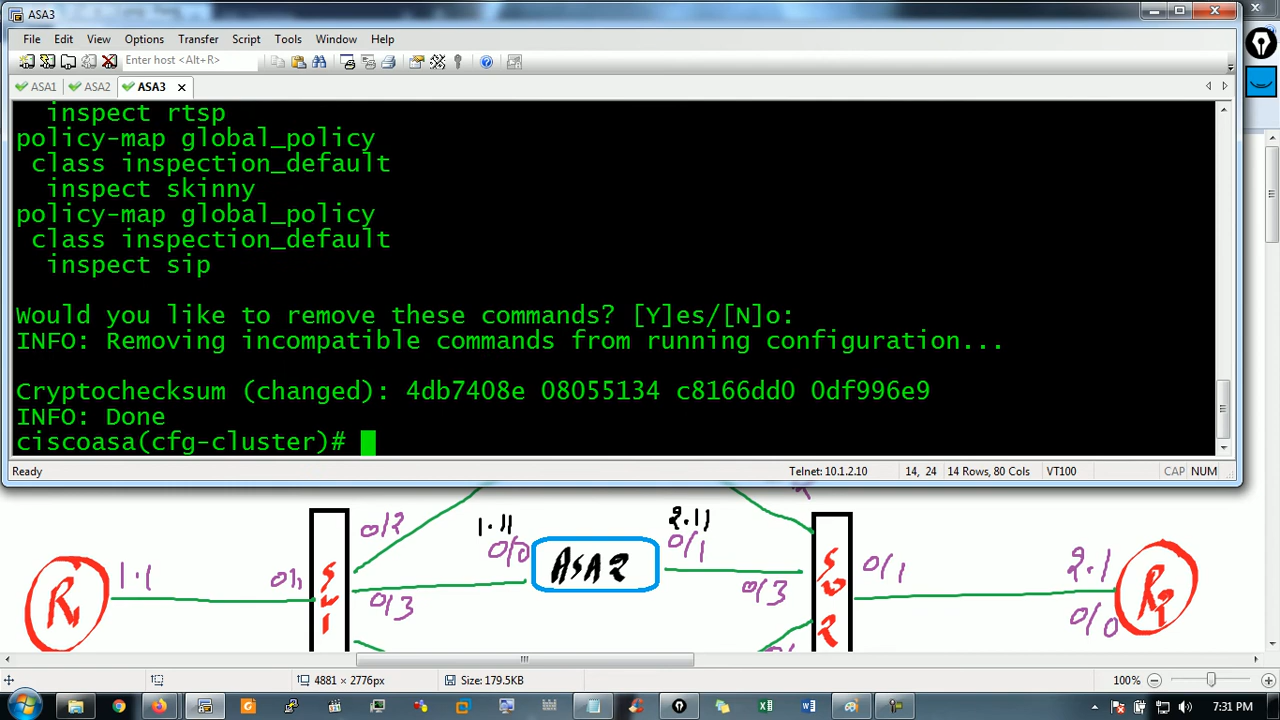 ASA3
File Edit View Options Transfer Script Tools Window Help
Enter host <Alt+R>
ASA1 ASA2 ASA3
inspect rtsp
policy-map global_policy
class inspection_default
inspect skinny
policy-map global_policy
class inspection_default
inspect sip
Would you like to remove these commands? [Y]es/[N]o:
INFO: Removing incompatible commands from running configuration...
Cryptochecksum (changed): 4db7408e 08055134 c8166dd0 0df996e9
INFO: Done
ciscoasa(cfg-cluster)#
Ready Telnet: 10.1.2.10 14, 24 14 Rows, 80 Cols VT100 CAP NUM
0/2 1.11 2.11
0/0 ASA2 0/1
R1 1.1 0/1 SW1 0/3 0/3 SW2 0/1 2.1 R2
0/0
4881 × 2776px Size: 179.5KB 100%
7:31 PM